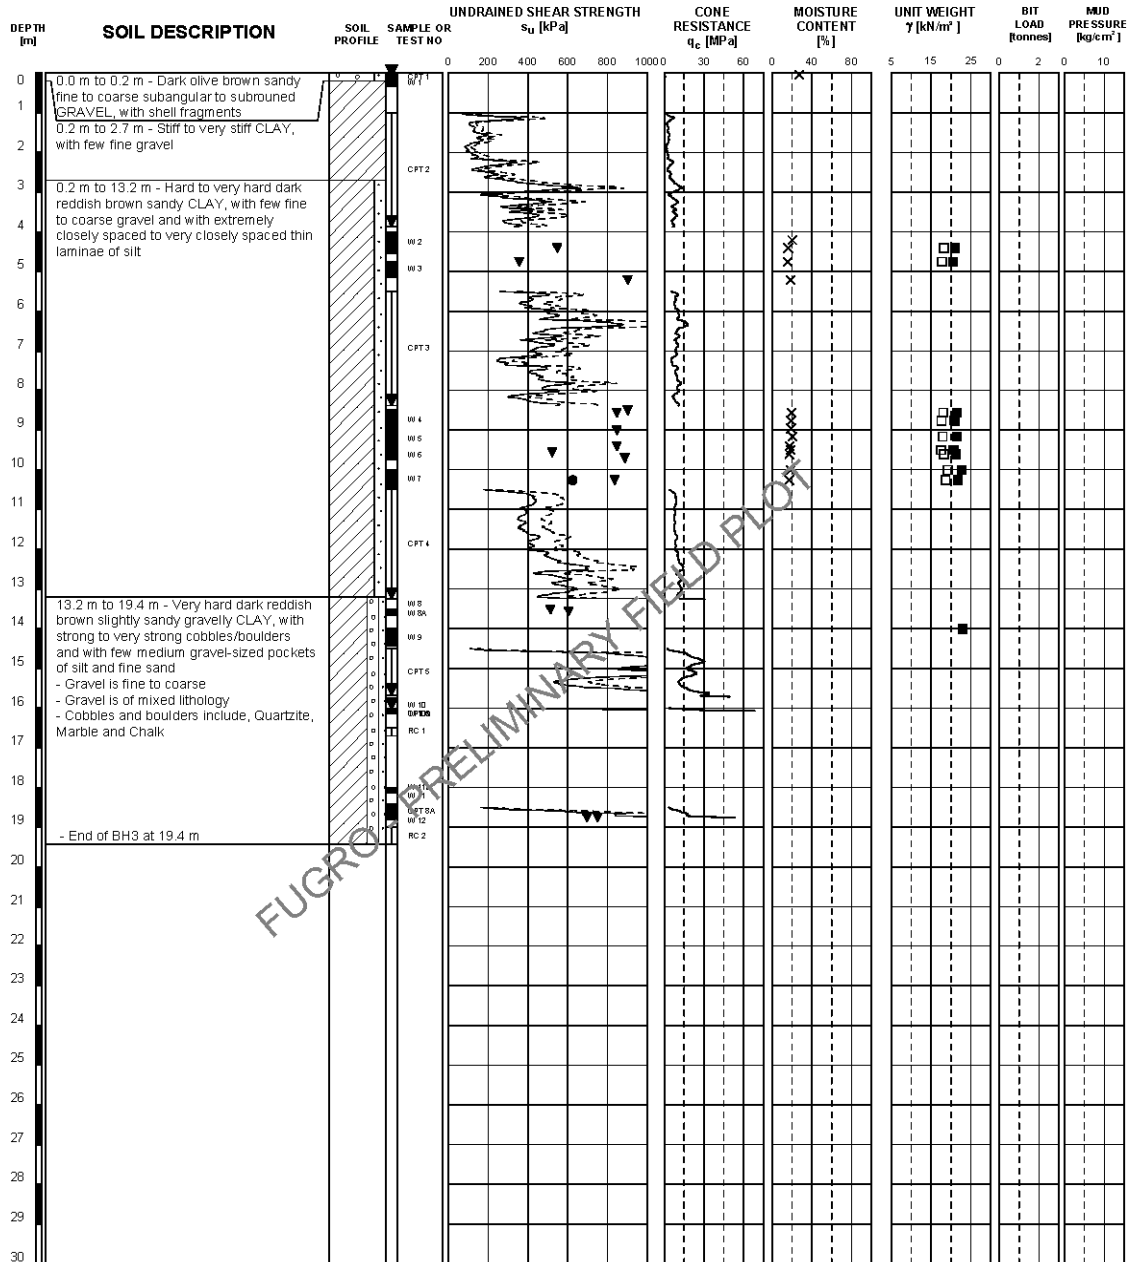 DEPTH
[m]
SOIL DESCRIPTION
SOIL
PROFILE
SAMPLE OR
TEST NO
UNDRAINED SHEAR STRENGTH
su [kPa]
CONE
RESISTANCE
qc [MPa]
MOISTURE
CONTENT
[%]
UNIT WEIGHT
γ [kN/m³]
BIT
LOAD
[tonnes]
MUD
PRESSURE
[kg/cm²]
0 200 400 600 800 1000
0 30 60
0 40 80
5 15 25
0 2
0 10
0
1
2
3
4
5
6
7
8
9
10
11
12
13
14
15
16
17
18
19
20
21
22
23
24
25
26
27
28
29
30
0.0 m to 0.2 m - Dark olive brown sandy
fine to coarse subangular to subrouned
GRAVEL, with shell fragments
0.2 m to 2.7 m - Stiff to very stiff CLAY,
with few fine gravel
0.2 m to 13.2 m - Hard to very hard dark
reddish brown sandy CLAY, with few fine
to coarse gravel and with extremely
closely spaced to very closely spaced thin
laminae of silt
13.2 m to 19.4 m - Very hard dark reddish
brown slightly sandy gravelly CLAY, with
strong to very strong cobbles/boulders
and with few medium gravel-sized pockets
of silt and fine sand
- Gravel is fine to coarse
- Gravel is of mixed lithology
- Cobbles and boulders include, Quartzite,
Marble and Chalk
- End of BH3 at 19.4 m
CPT 1
W 1
CPT 2
W 2
W 3
CPT 3
W 4
W 5
W 6
W 7
CPT 4
W 8
W 8A
W 9
CPT 5
W 10
RC 1
CPT 8A
W 12
RC 2
FUGRO - PRELIMINARY FIELD PLOT